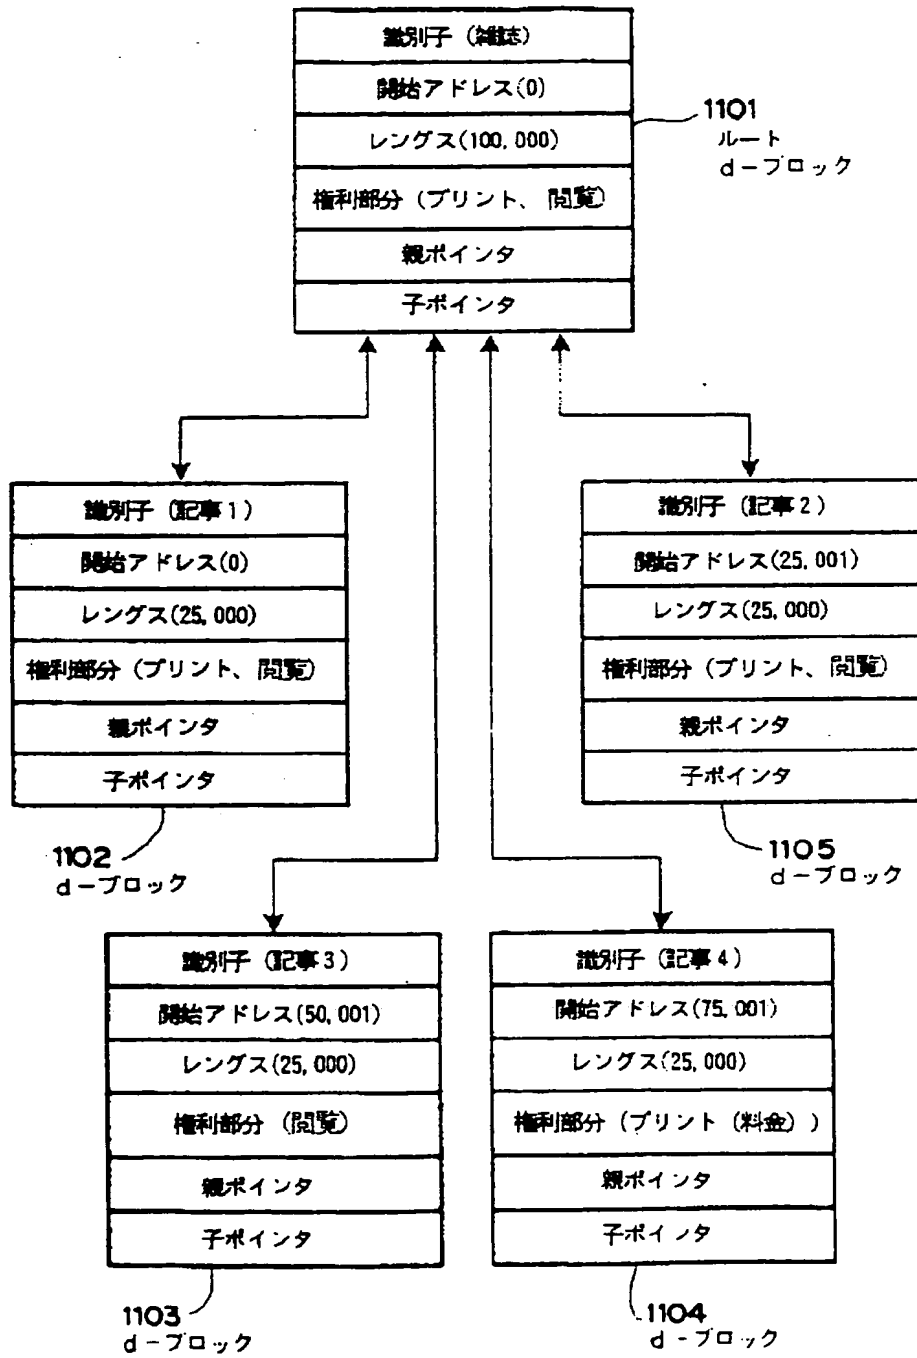 識別子 (雑誌)
開始アドレス(0)
レングス(100,000)
権利部分 (プリント、閲覧)
親ポインタ
子ポインタ
1101
ルート
d-ブロック
識別子 (記事1)
開始アドレス(0)
レングス(25,000)
権利部分 (プリント、閲覧)
親ポインタ
子ポインタ
1102
d-ブロック
識別子 (記事2)
開始アドレス(25,001)
レングス(25,000)
権利部分 (プリント、閲覧)
親ポインタ
子ポインタ
1105
d-ブロック
識別子 (記事3)
開始アドレス(50,001)
レングス(25,000)
権利部分 (閲覧)
親ポインタ
子ポインタ
1103
d-ブロック
識別子 (記事4)
開始アドレス(75,001)
レングス(25,000)
権利部分 (プリント (料金) )
親ポインタ
子ポインタ
1104
d-ブロック